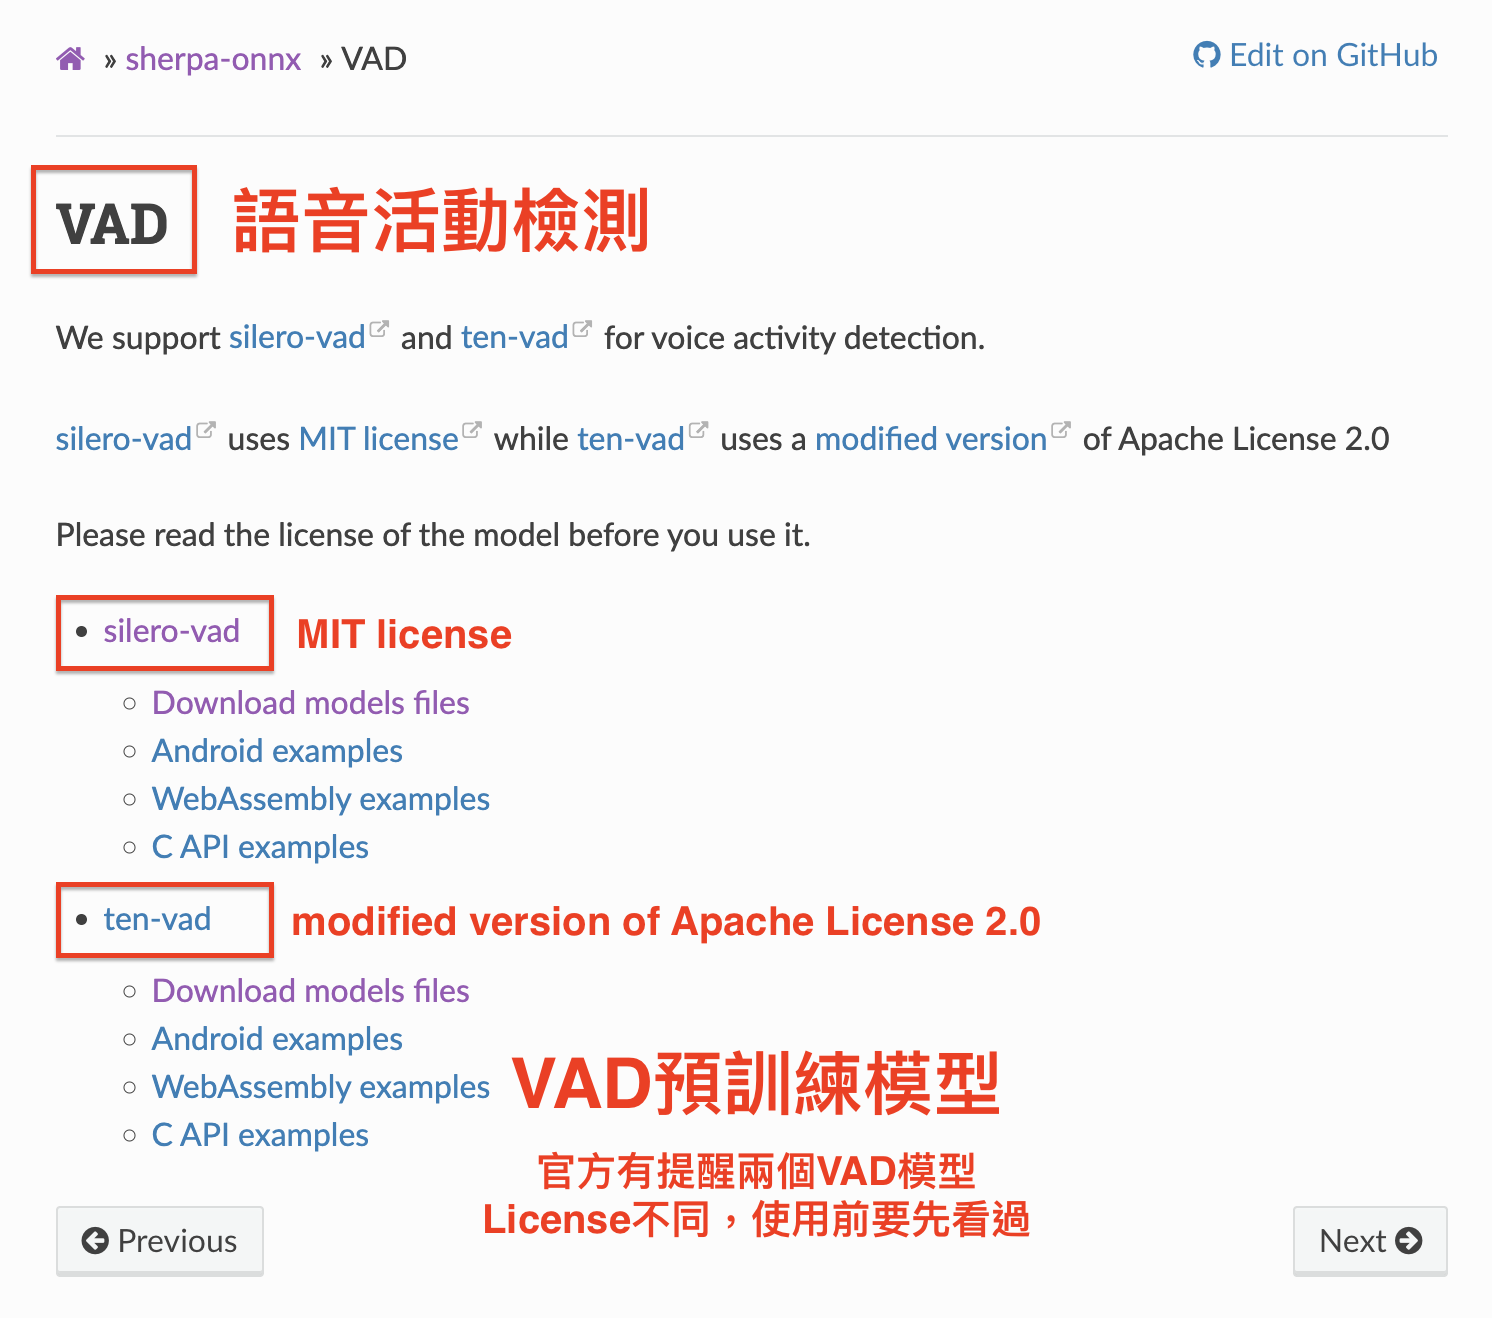 » sherpa-onnx » VAD
Edit on GitHub
VAD 語音活動檢測
We support silero-vad and ten-vad for voice activity detection.
silero-vad uses MIT license while ten-vad uses a modified version of Apache License 2.0
Please read the license of the model before you use it.
• silero-vad MIT license
○ Download models files
○ Android examples
○ WebAssembly examples
○ C API examples
• ten-vad modified version of Apache License 2.0
○ Download models files
○ Android examples
○ WebAssembly examples
○ C API examples
VAD預訓練模型
官方有提醒兩個VAD模型
License不同，使用前要先看過
Previous
Next